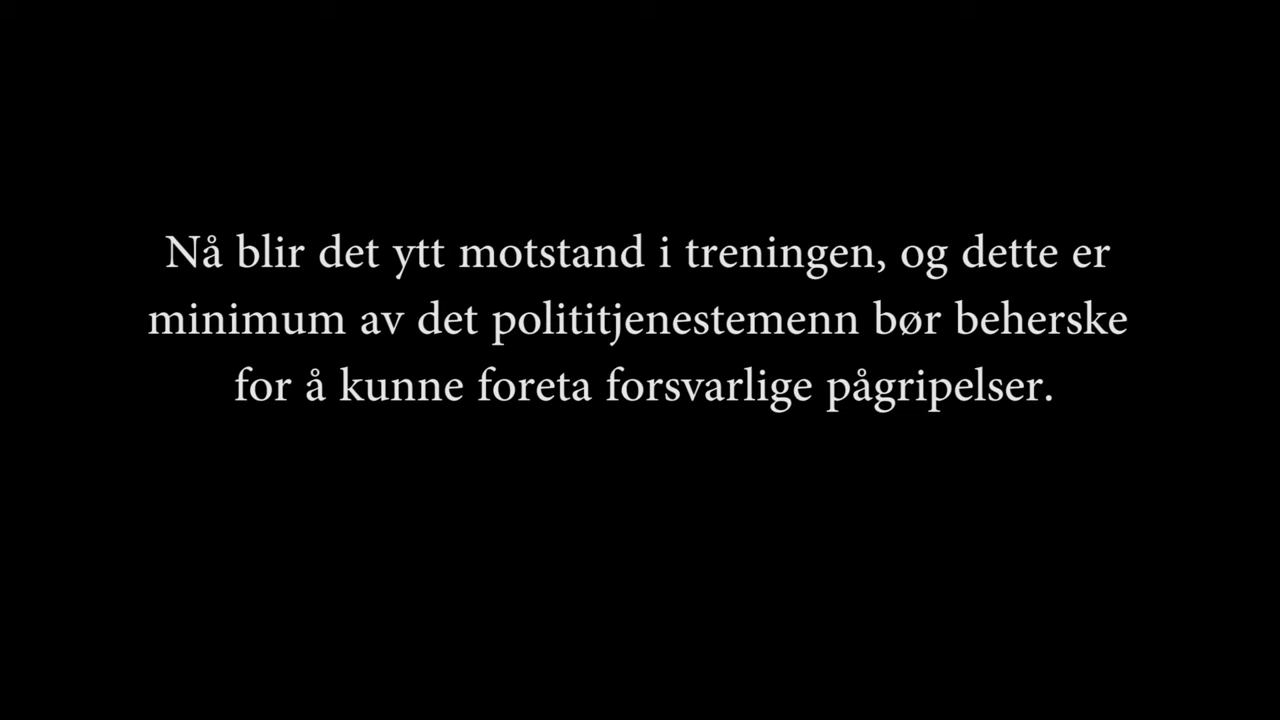 Nå blir det ytt motstand i treningen, og dette er
minimum av det polititjenestemenn bør beherske
for å kunne foreta forsvarlige pågripelser.